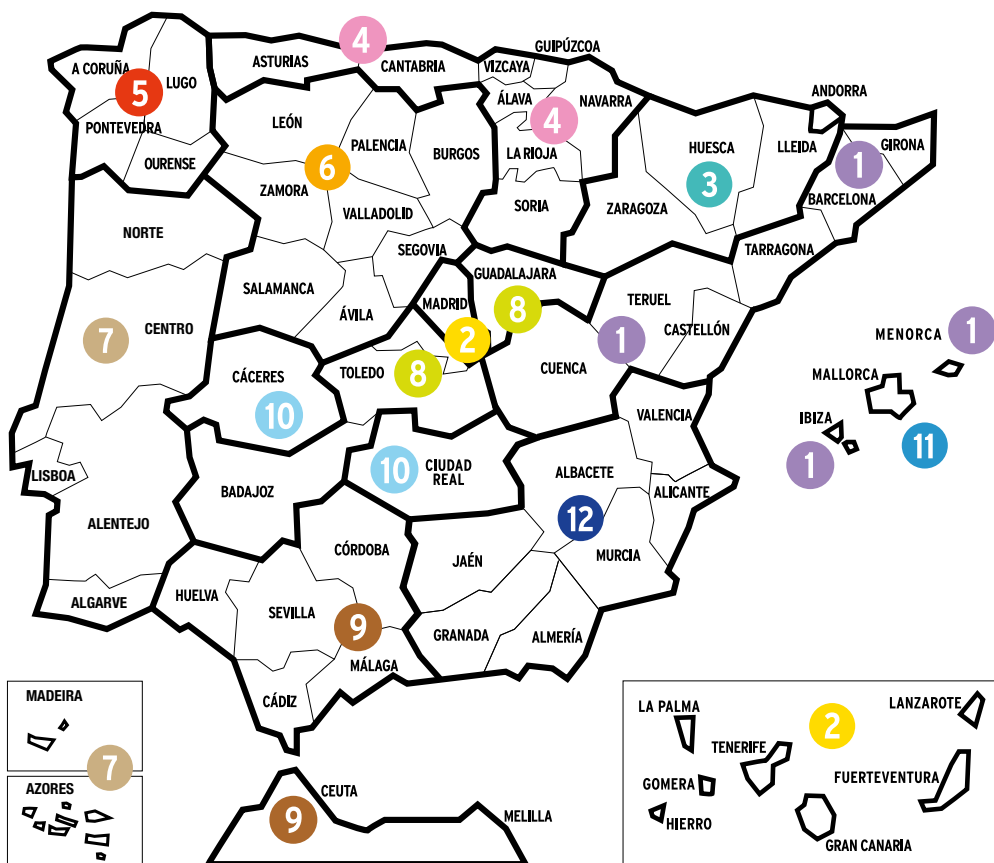 4
GUIPÚZCOA
ASTURIAS
CANTABRIA
VIZCAYA
A CORUÑA
LUGO
5
ÁLAVA
NAVARRA
ANDORRA
4
PONTEVEDRA
LEÓN
PALENCIA
BURGOS
LA RIOJA
HUESCA
LLEIDA
GIRONA
1
OURENSE
6
3
ZAMORA
BARCELONA
VALLADOLID
SORIA
ZARAGOZA
NORTE
SEGOVIA
TARRAGONA
SALAMANCA
GUADALAJARA
MADRID
8
TERUEL
ÁVILA
CENTRO
7
2
1
CASTELLÓN
MENORCA
1
CÁCERES
TOLEDO
8
CUENCA
MALLORCA
10
VALENCIA
IBIZA
11
1
10
CIUDAD
REAL
LISBOA
BADAJOZ
ALBACETE
ALICANTE
ALENTEJO
12
CÓRDOBA
JAÉN
MURCIA
ALGARVE
HUELVA
SEVILLA
9
GRANADA
ALMERÍA
MÁLAGA
CÁDIZ
MADEIRA
7
AZORES
CEUTA
9
MELILLA
LA PALMA
2
LANZAROTE
TENERIFE
GOMERA
FUERTEVENTURA
HIERRO
GRAN CANARIA